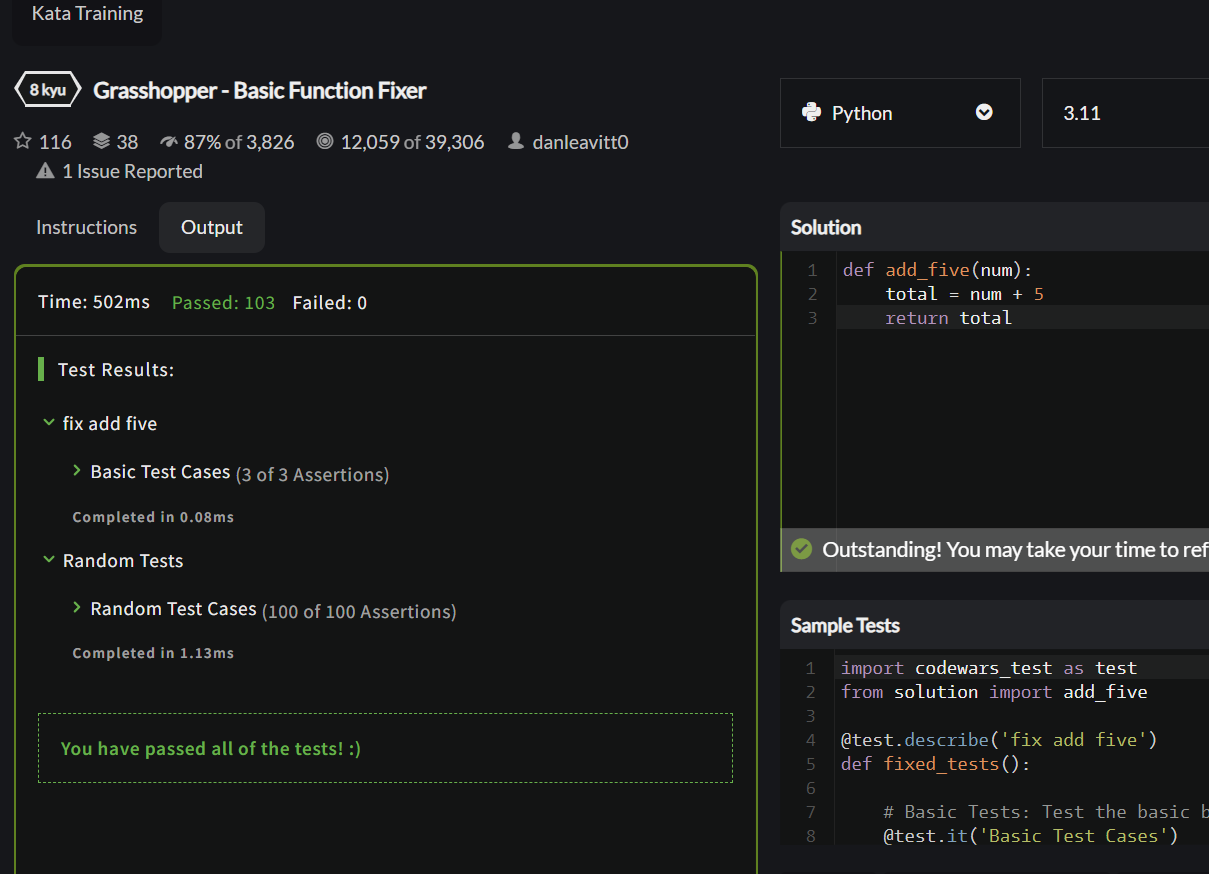 Kata Training
8 kyu Grasshopper - Basic Function Fixer
116 38 87% of 3,826 12,059 of 39,306 danleavitt0
1 Issue Reported
Instructions Output
Time: 502ms Passed: 103 Failed: 0
Test Results:
fix add five
Basic Test Cases (3 of 3 Assertions)
Completed in 0.08ms
Random Tests
Random Test Cases (100 of 100 Assertions)
Completed in 1.13ms
You have passed all of the tests! :)
Python 3.11
Solution
1 def add_five(num):
2     total = num + 5
3     return total
Outstanding! You may take your time to ref
Sample Tests
1 import codewars_test as test
2 from solution import add_five
3
4 @test.describe('fix add five')
5 def fixed_tests():
6
7     # Basic Tests: Test the basic b
8     @test.it('Basic Test Cases')